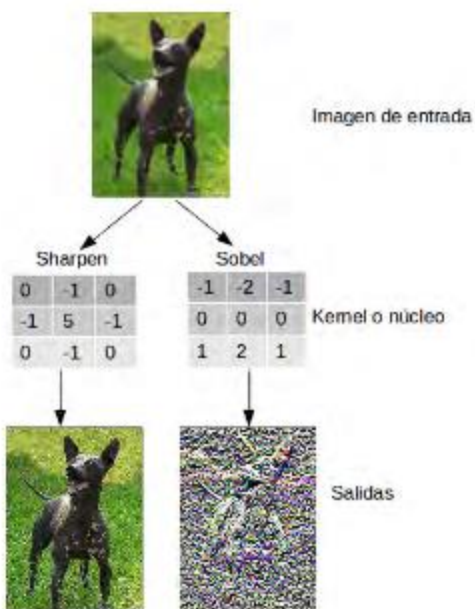 Imagen de entrada
Sharpen
0 -1 0
-1 5 -1
0 -1 0
Sobel
-1 -2 -1
0 0 0
1 2 1
Kernel o núcleo
Salidas